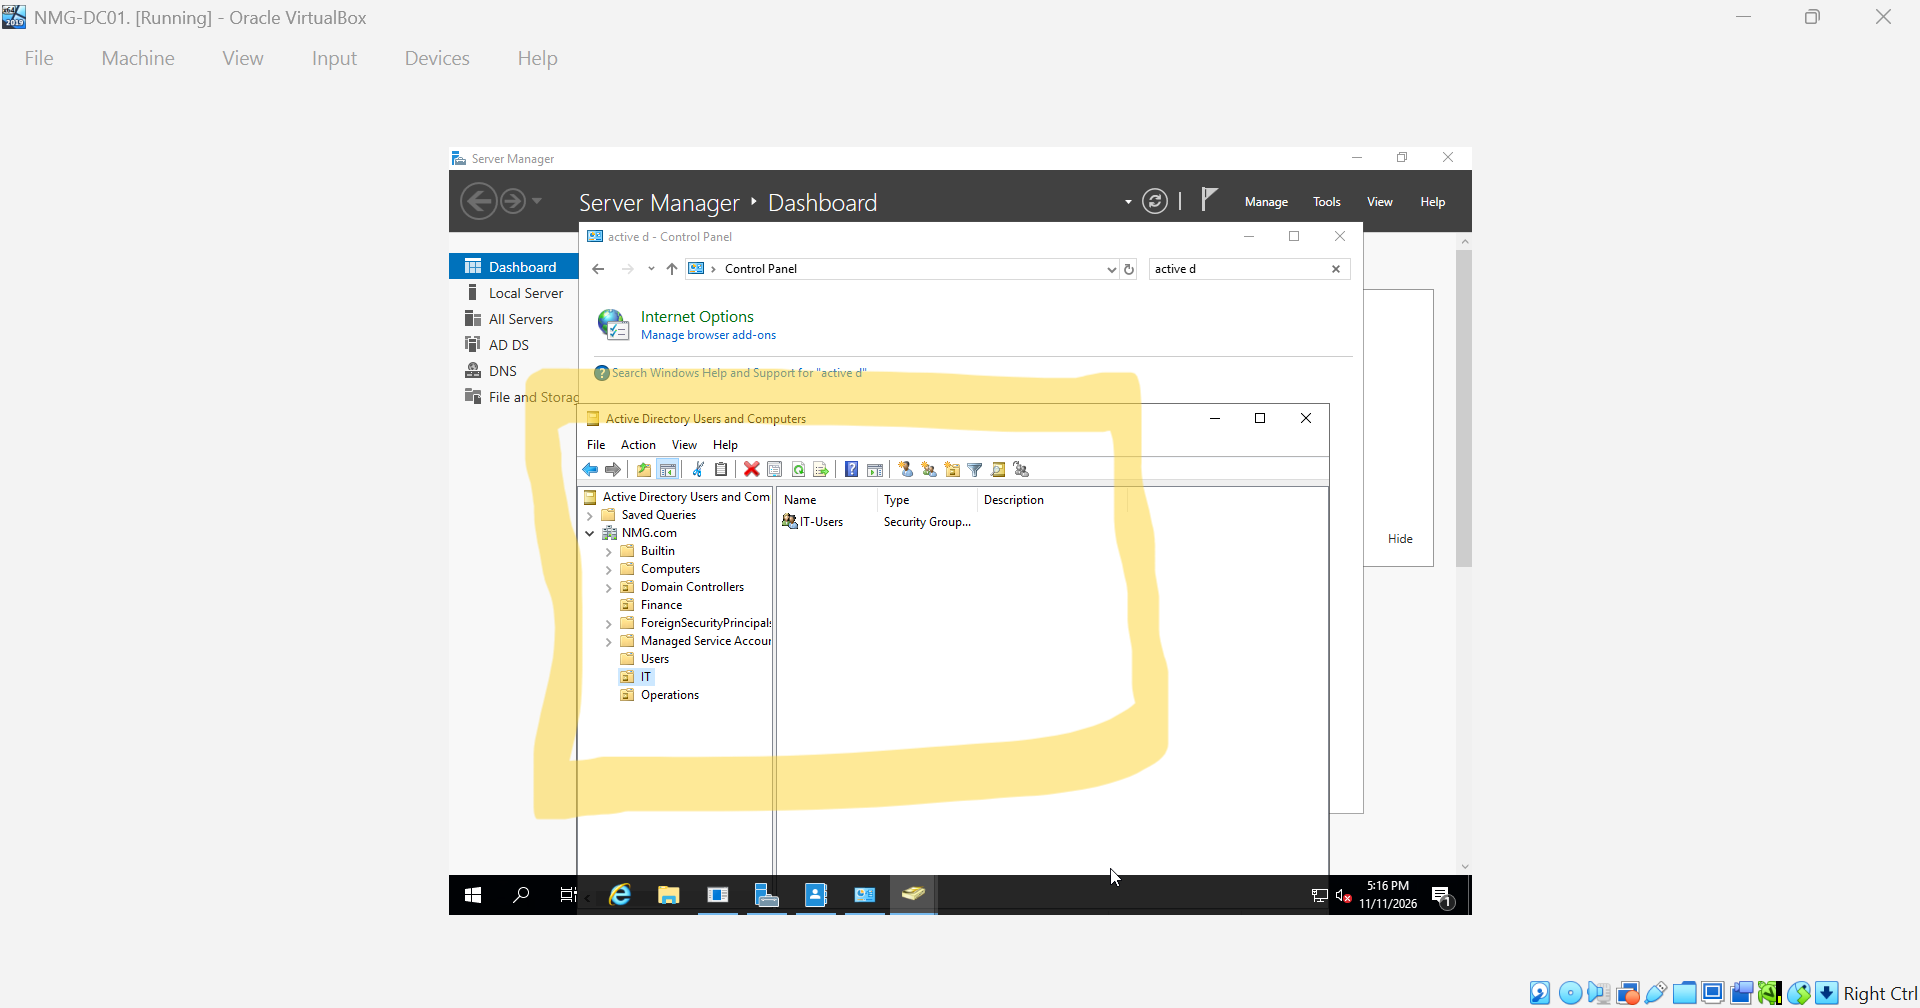 NMG-DC01. [Running] - Oracle VirtualBox
File Machine View Input Devices Help
Server Manager
Server Manager Dashboard
Manage Tools View Help
active d - Control Panel
Control Panel
active d
Dashboard
Local Server
All Servers
AD DS
DNS
File and Storag
Internet Options
Manage browser add-ons
Search Windows Help and Support for "active d"
Active Directory Users and Computers
File Action View Help
Active Directory Users and Com
Saved Queries
NMG.com
Builtin
Computers
Domain Controllers
Finance
ForeignSecurityPrincipals
Managed Service Accour
Users
IT
Operations
Name Type Description
IT-Users Security Group...
Hide
5:16 PM
11/11/2026
1
Right Ctrl